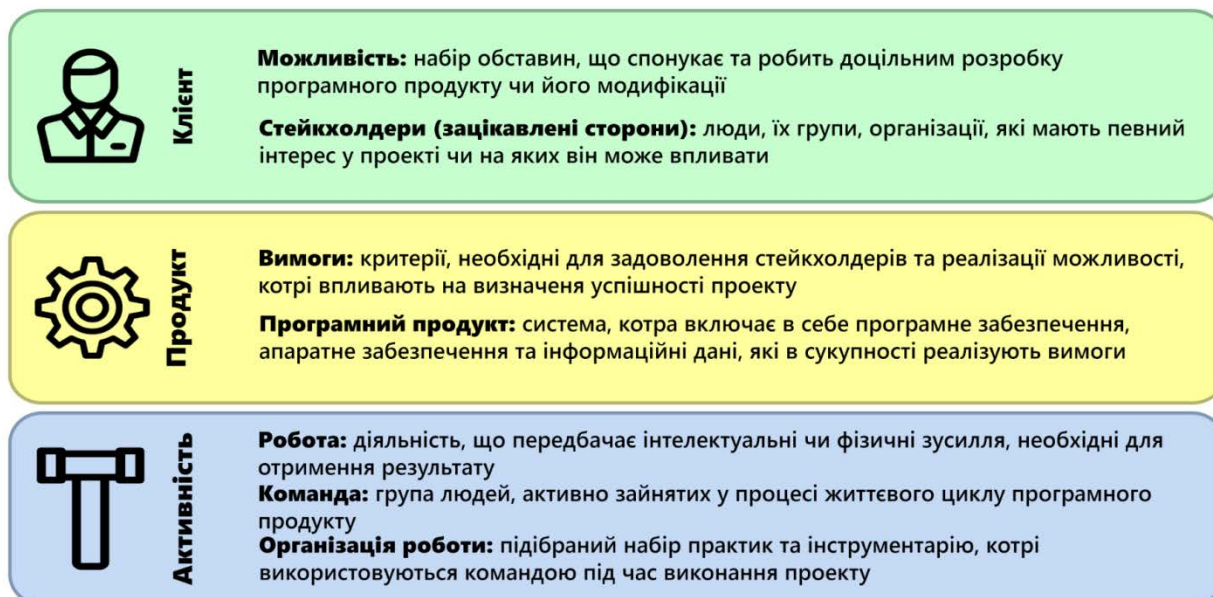 Клієнт
Можливість: набір обставин, що спонукає та робить доцільним розробку
програмного продукту чи його модифікації
Стейкхолдери (зацікавлені сторони): люди, їх групи, організації, які мають певний
інтерес у проекті чи на яких він може впливати
Продукт
Вимоги: критерії, необхідні для задоволення стейкхолдерів та реалізації можливості,
котрі впливають на визначеня успішності проекту
Програмний продукт: система, котра включає в себе програмне забезпечення,
апаратне забезпечення та інформаційні дані, які в сукупності реалізують вимоги
Активність
Робота: діяльність, що передбачає інтелектуальні чи фізичні зусилля, необхідні для
отримення результату
Команда: група людей, активно зайнятих у процесі життєвого циклу програмного
продукту
Організація роботи: підібраний набір практик та інструментарію, котрі
використовуються командою під час виконання проекту